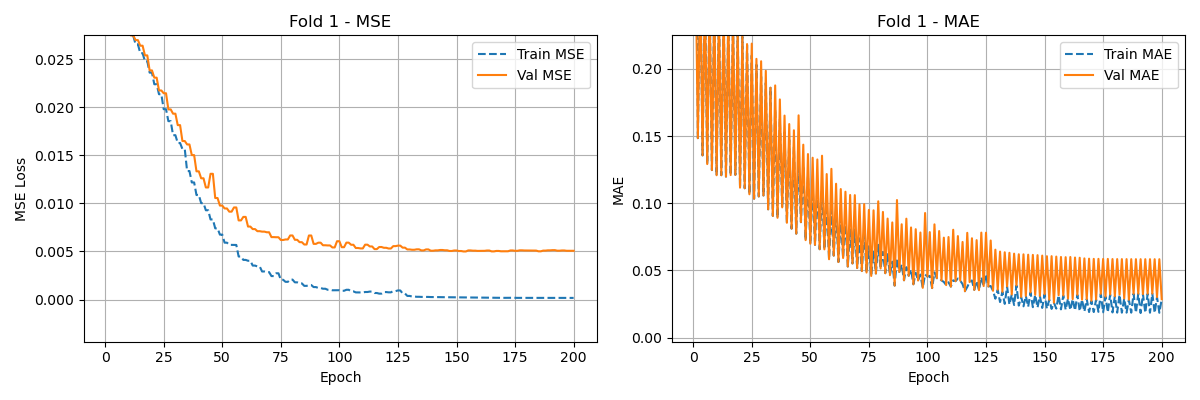 Fold 1 - MSE
MSE Loss
0.025
0.020
0.015
0.010
0.005
0.000
Train MSE
Val MSE
0 25 50 75 100 125 150 175 200
Epoch
Fold 1 - MAE
MAE
0.20
0.15
0.10
0.05
0.00
Train MAE
Val MAE
0 25 50 75 100 125 150 175 200
Epoch